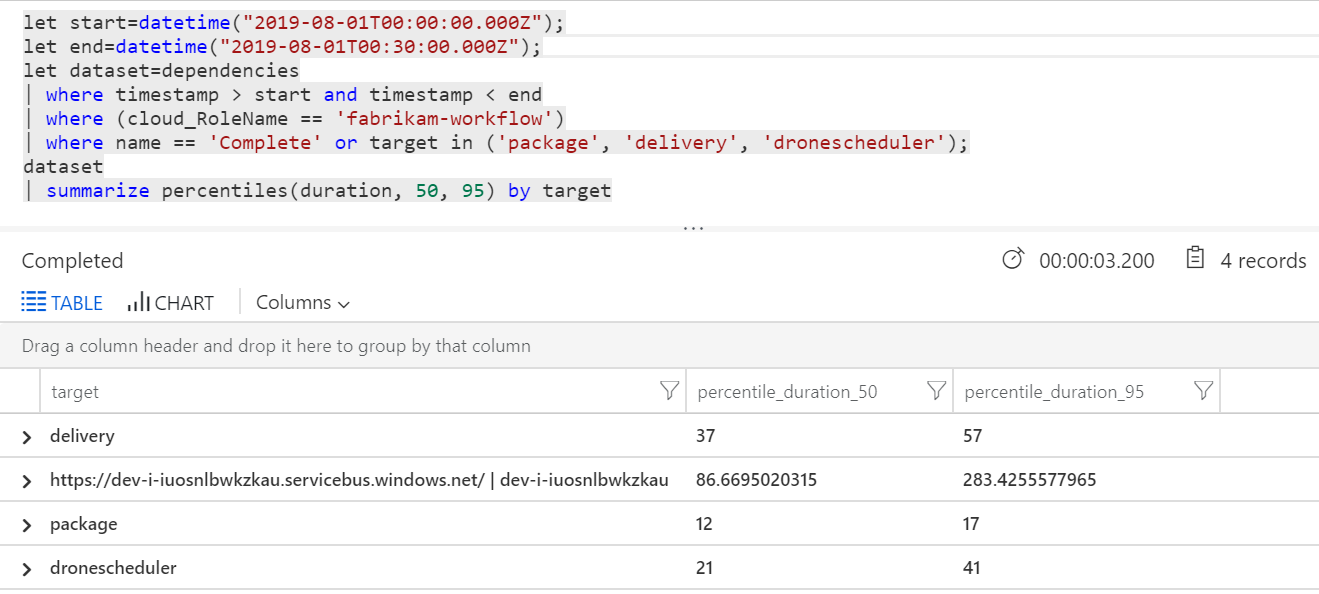 let start=datetime("2019-08-01T00:00:00.000Z");
let end=datetime("2019-08-01T00:30:00.000Z");
let dataset=dependencies
| where timestamp > start and timestamp < end
| where (cloud_RoleName == 'fabrikam-workflow')
| where name == 'Complete' or target in ('package', 'delivery', 'dronescheduler');
dataset
| summarize percentiles(duration, 50, 95) by target
...
Completed 00:00:03.200 4 records
TABLE CHART Columns
Drag a column header and drop it here to group by that column
target percentile_duration_50 percentile_duration_95
delivery 37 57
https://dev-i-iuosnlbwkzkau.servicebus.windows.net/ | dev-i-iuosnlbwkzkau 86.6695020315 283.4255577965
package 12 17
dronescheduler 21 41